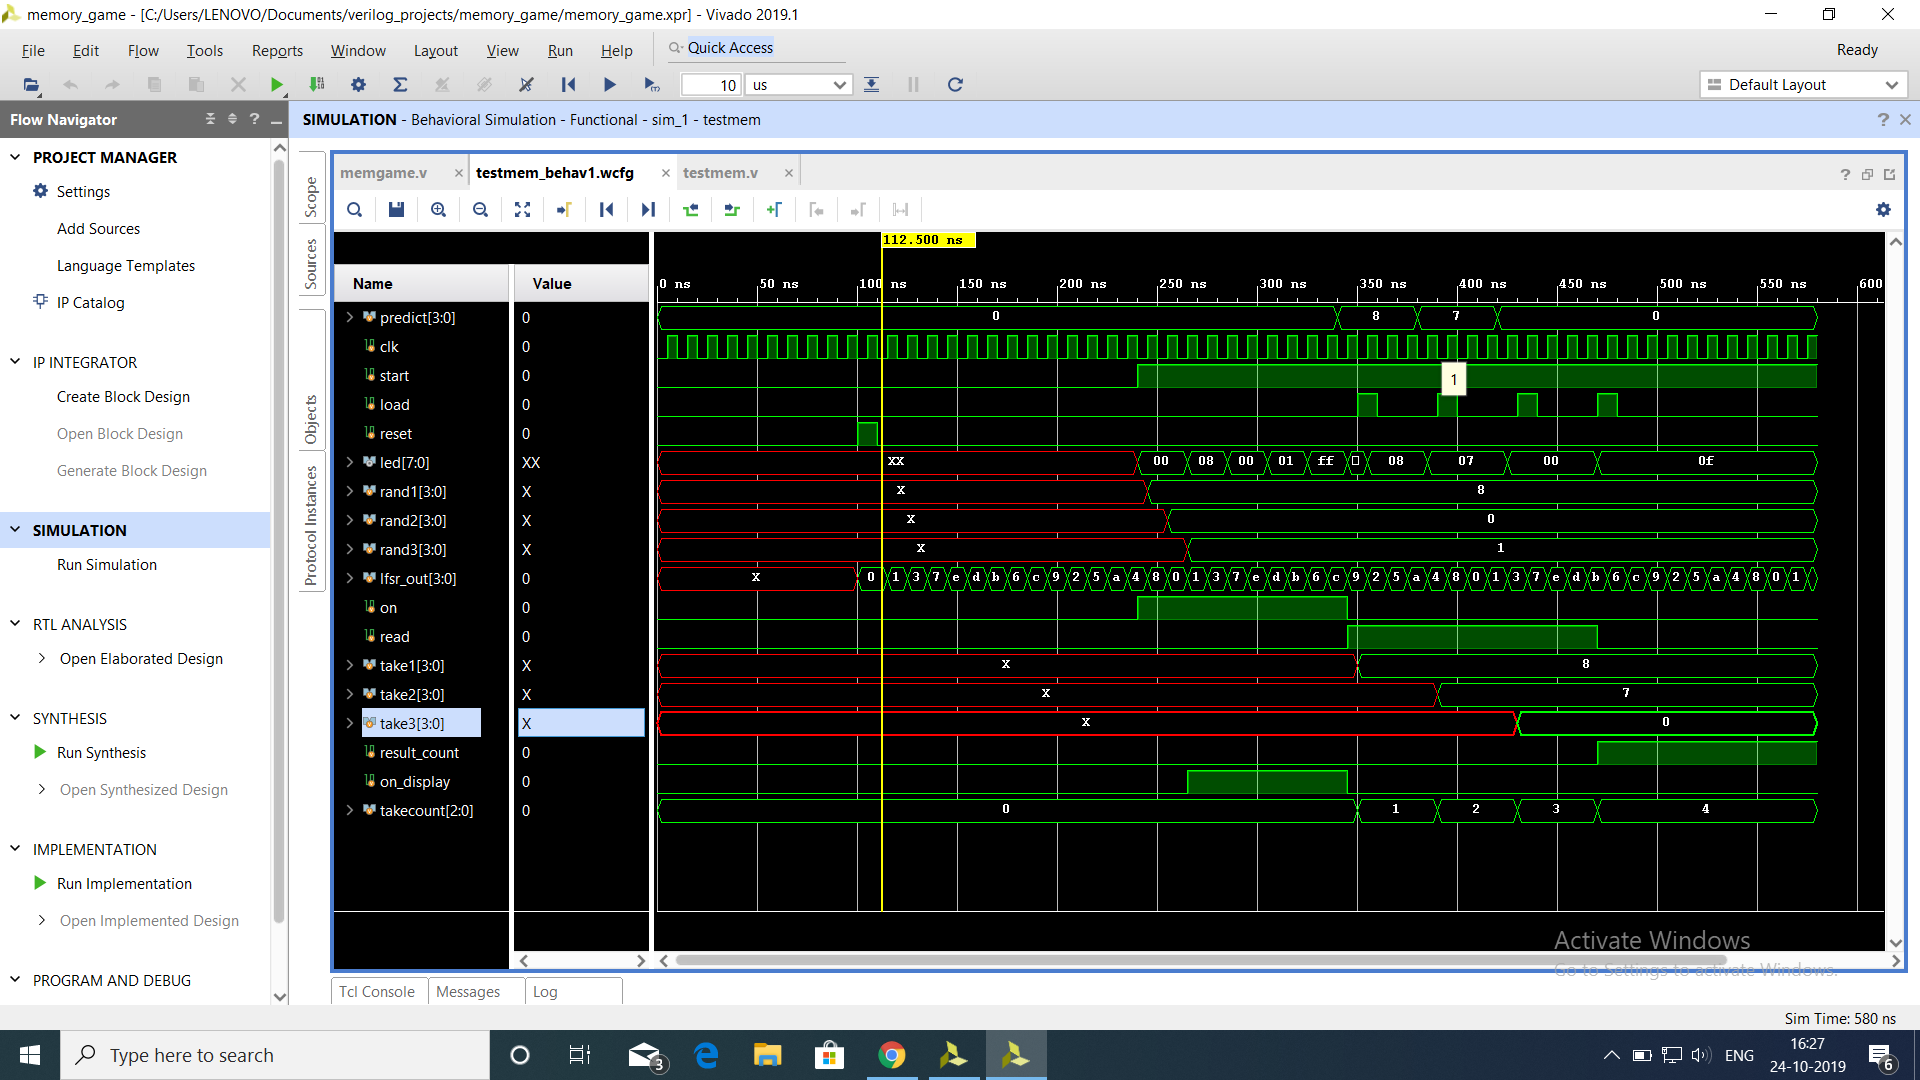 memory_game - [C:/Users/LENOVO/Documents/verilog_projects/memory_game/memory_game.xpr] - Vivado 2019.1
File Edit Flow Tools Reports Window Layout View Run Help Quick Access Ready
10 us Default Layout
Flow Navigator
SIMULATION - Behavioral Simulation - Functional - sim_1 - testmem
PROJECT MANAGER
Settings
Add Sources
Language Templates
IP Catalog
IP INTEGRATOR
Create Block Design
Open Block Design
Generate Block Design
SIMULATION
Run Simulation
RTL ANALYSIS
Open Elaborated Design
SYNTHESIS
Run Synthesis
Open Synthesized Design
IMPLEMENTATION
Run Implementation
Open Implemented Design
PROGRAM AND DEBUG
Scope
Sources
Objects
Protocol Instances
memgame.v testmem_behav1.wcfg testmem.v
112.500 ns
Name Value 0 ns 50 ns 100 ns 150 ns 200 ns 250 ns 300 ns 350 ns 400 ns 450 ns 500 ns 550 ns 600
predict[3:0] 0 0 8 7 0
clk 0
start 0 1
load 0
reset 0
led[7:0] XX XX 00 08 00 01 ff 08 07 00 0f
rand1[3:0] X X 8
rand2[3:0] X X 0
rand3[3:0] X X 1
lfsr_out[3:0] 0 X 0 1 3 7 e d b 6 c 9 2 5 a 4 8 0 1 3 7 e d b 6 c 9 2 5 a 4 8 0 1 3 7 e d b 6 c 9 2 5 a 4 8 0 1
on 0
read 0
take1[3:0] X X 8
take2[3:0] X X 7
take3[3:0] X X 0
result_count 0
on_display 0
takecount[2:0] 0 0 1 2 3 4
Activate Windows
Go to Settings to activate Windows.
Tcl Console Messages Log
Sim Time: 580 ns
Type here to search
3
ENG
16:27
24-10-2019
6